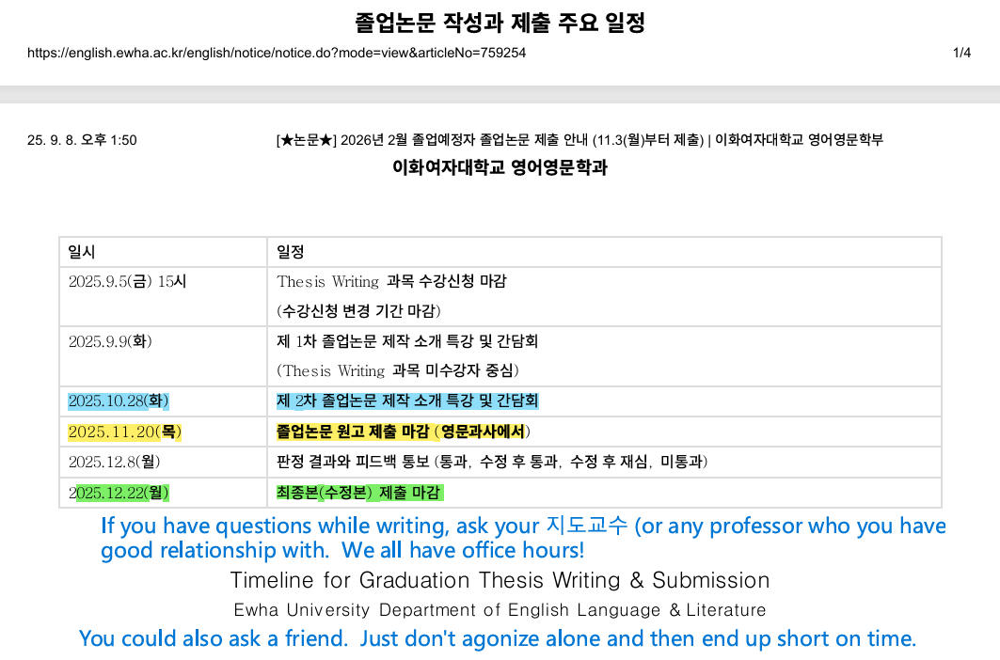 졸업논문 작성과 제출 주요 일정
https://english.ewha.ac.kr/english/notice/notice.do?mode=view&articleNo=759254 1/4
25. 9. 8. 오후 1:50 [★논문★] 2026년 2월 졸업예정자 졸업논문 제출 안내 (11.3(월)부터 제출) | 이화여자대학교 영어영문학부
이화여자대학교 영어영문학과
일시 일정
2025.9.5(금) 15시 Thesis Writing 과목 수강신청 마감
(수강신청 변경 기간 마감)
2025.9.9(화) 제 1차 졸업논문 제작 소개 특강 및 간담회
(Thesis Writing 과목 미수강자 중심)
2025.10.28(화) 제 2차 졸업논문 제작 소개 특강 및 간담회
2025.11.20(목) 졸업논문 원고 제출 마감 (영문과사에서)
2025.12.8(월) 판정 결과와 피드백 통보 (통과, 수정 후 통과, 수정 후 재심, 미통과)
2025.12.22(월) 최종본(수정본) 제출 마감
If you have questions while writing, ask your 지도교수 (or any professor who you have
good relationship with. We all have office hours!
Timeline for Graduation Thesis Writing & Submission
Ewha University Department of English Language & Literature
You could also ask a friend. Just don't agonize alone and then end up short on time.